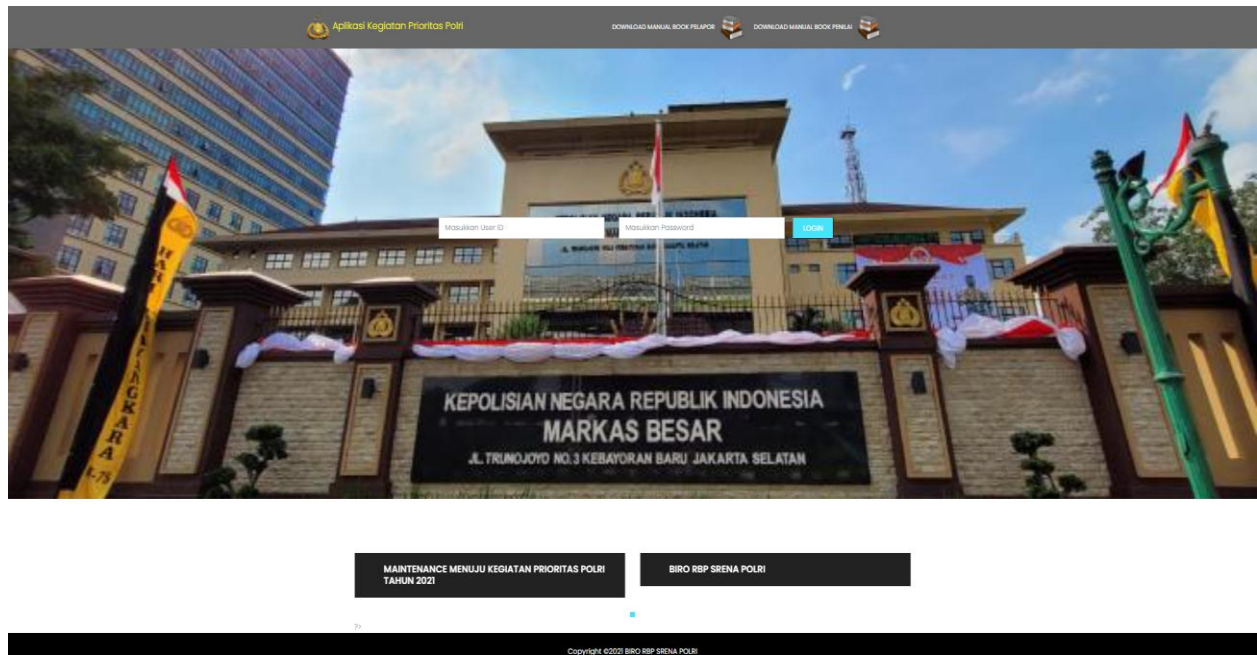 Aplikasi Kegiatan Prioritas Polri
DOWNLOAD MANUAL BOOK PELAPOR
DOWNLOAD MANUAL BOOK PENILAI
Masukkan User ID
Masukkan Password
LOGIN
KEPOLISIAN NEGARA REPUBLIK INDONESIA
MARKAS BESAR
JL. TRUNOJOYO NO. 3 KEBAYORAN BARU JAKARTA SELATAN
MAINTENANCE MENUJU KEGIATAN PRIORITAS POLRI
TAHUN 2021
BIRO RBP SRENA POLRI
?>
Copyright ©2021 BIRO RBP SRENA POLRI